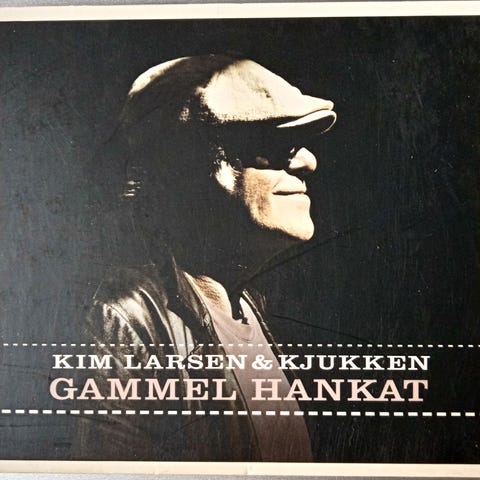 KIM LARSEN & KJUKKEN
GAMMEL HANKAT